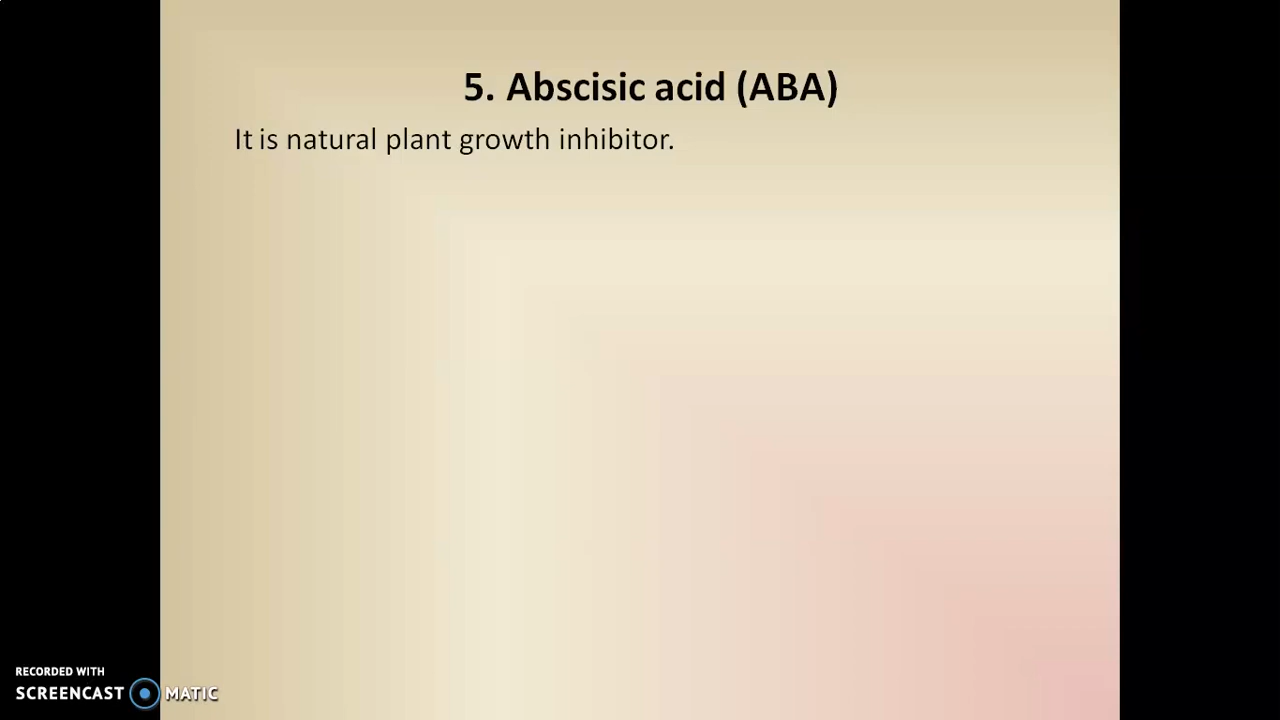 5. Abscisic acid (ABA)
It is natural plant growth inhibitor.
RECORDED WITH
SCREENCAST MATIC